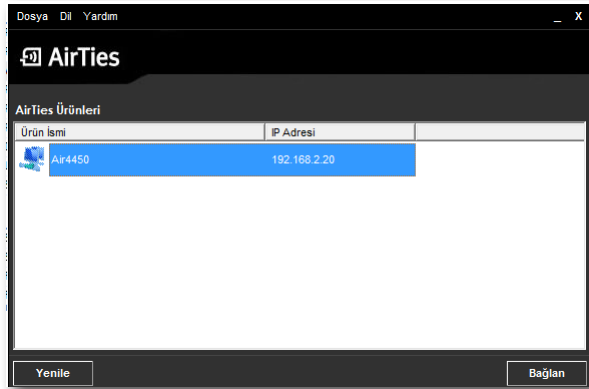 Dosya Dil Yardım _ X
AirTies
AirTies Ürünleri
Ürün İsmi IP Adresi
Air4450 192.168.2.20
Yenile Bağlan